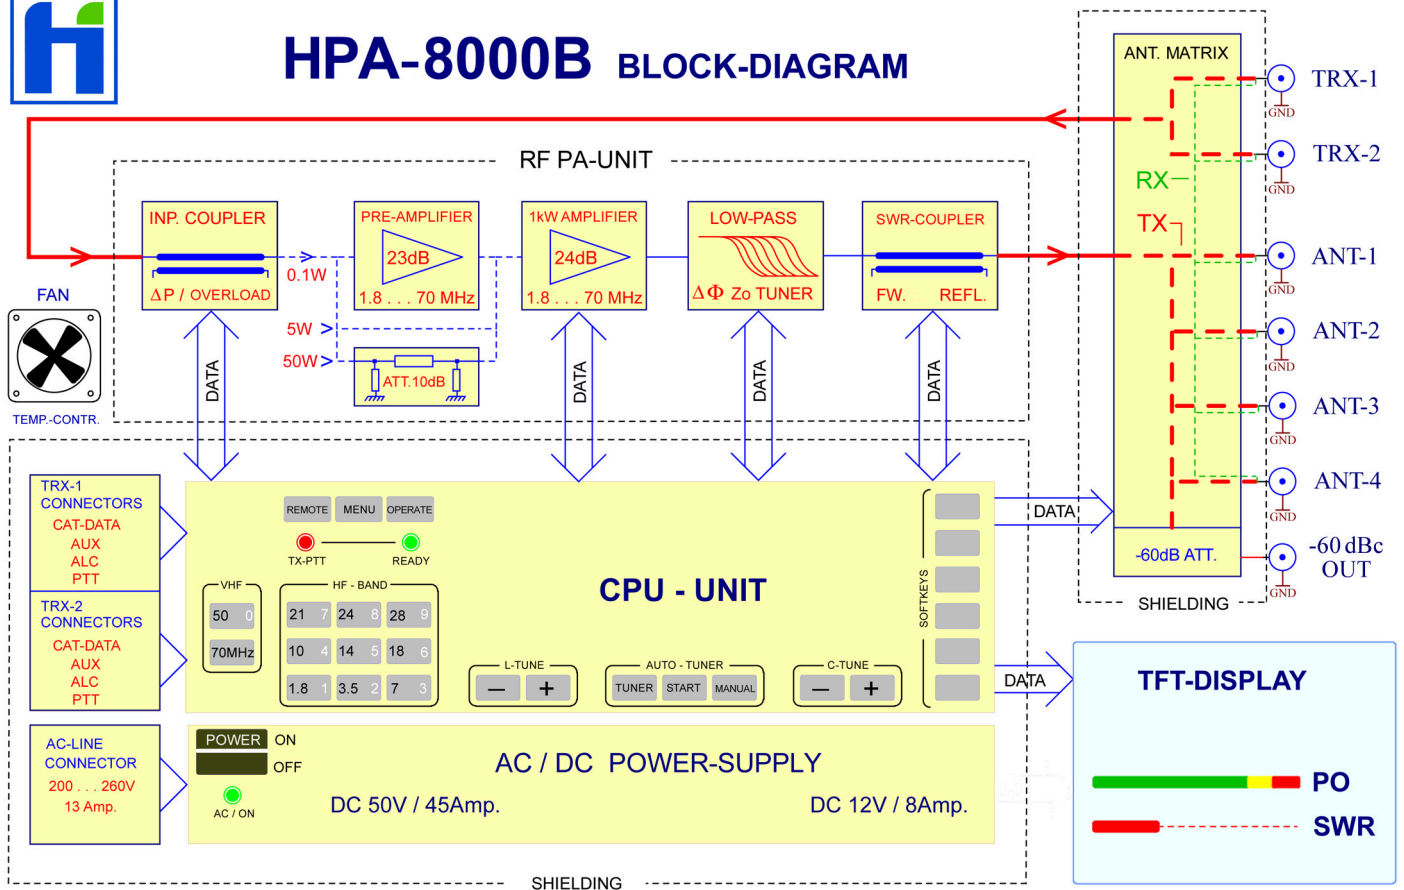 HPA-8000B BLOCK-DIAGRAM
ANT. MATRIX
TRX-1
GND
TRX-2
GND
RX
TX
ANT-1
GND
ANT-2
GND
ANT-3
GND
ANT-4
GND
-60dB ATT.
-60 dBc
OUT
GND
SHIELDING
RF PA-UNIT
INP. COUPLER
ΔP / OVERLOAD
0.1W
5W
50W
PRE-AMPLIFIER
23dB
1.8 . . . 70 MHz
ATT.10dB
1kW AMPLIFIER
24dB
1.8 . . . 70 MHz
LOW-PASS
ΔΦ Zo TUNER
SWR-COUPLER
FW. REFL.
FAN
TEMP.-CONTR.
DATA
DATA
DATA
DATA
TRX-1
CONNECTORS
CAT-DATA
AUX
ALC
PTT
TRX-2
CONNECTORS
CAT-DATA
AUX
ALC
PTT
REMOTE MENU OPERATE
TX-PTT READY
VHF
50 0
70MHz
HF - BAND
21 7 24 8 28 9
10 4 14 5 18 6
1.8 1 3.5 2 7 3
CPU - UNIT
L-TUNE
— +
AUTO - TUNER
TUNER START MANUAL
C-TUNE
— +
SOFTKEYS
DATA
DATA
AC-LINE
CONNECTOR
200 . . . 260V
13 Amp.
POWER ON
OFF
AC / ON
AC / DC POWER-SUPPLY
DC 50V / 45Amp.
DC 12V / 8Amp.
TFT-DISPLAY
PO
SWR
SHIELDING